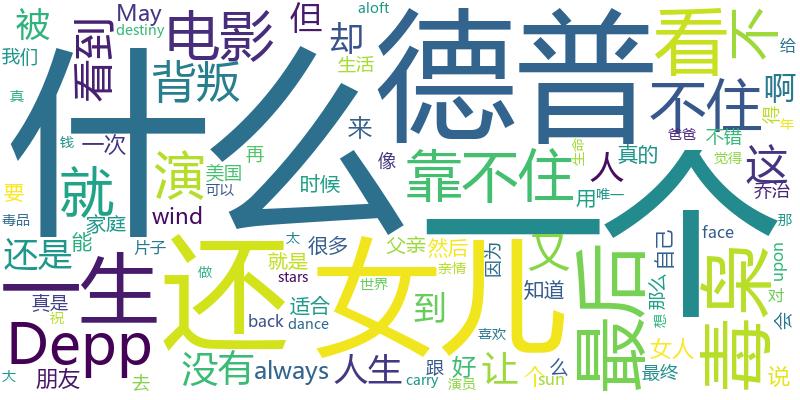 什么
一个
德普
还
女儿
一生
看
不
毒枭
最后
Depp
电影
背叛
看到
就
演
靠不住
不住
又
这
还是
没有
人生
让
到
人
却
但
被
May
destiny
我们
真
钱
一次
要
毒品
能
家庭
片子
美国
可以
再
时候
wind
来
像
生活
aloft
给
啊
得
年
爸爸
不错
觉得
乔治
那
真的
用
唯一
生命
因为
自己
那么
想
face
upon
对
会
说
女人
最终
知道
父亲
然后
亲情
很多
就是
stars
适合
世界
太
做
back
dance
真是
祝
大
朋友
去
always
跟
carry
好
演员
喜欢
个
么
sun